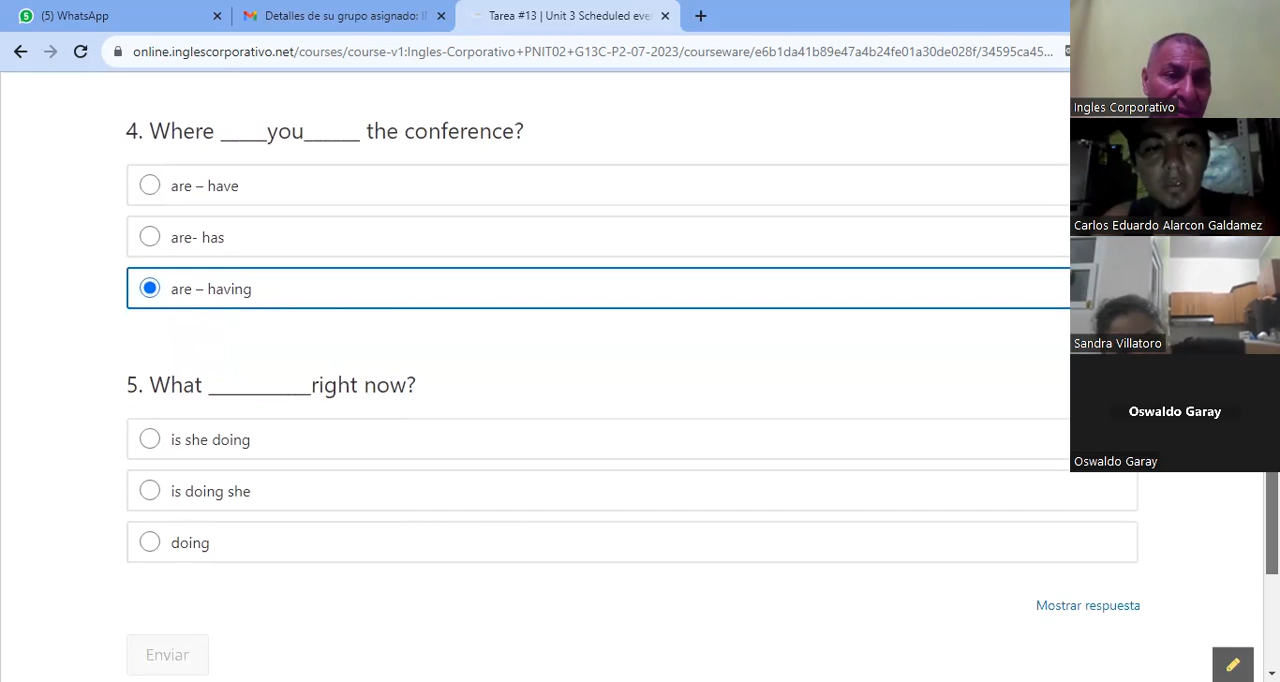 (5) WhatsApp
Detalles de su grupo asignado: I
Tarea #13 | Unit 3 Scheduled eve
online.inglescorporativo.net/courses/course-v1:Ingles-Corporativo+PNIT02+G13C-P2-07-2023/courseware/e6b1da41b89e47a4b24fe01a30de028f/34595ca45...
4. Where _____you______ the conference?
are – have
are- has
are – having
5. What ___________right now?
is she doing
is doing she
doing
Mostrar respuesta
Enviar
Ingles Corporativo
Carlos Eduardo Alarcon Galdamez
Sandra Villatoro
Oswaldo Garay
Oswaldo Garay